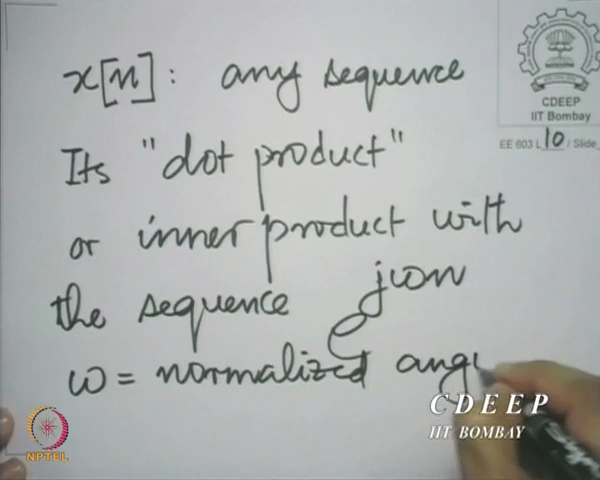 x[n]: any sequence
Its "dot product"
or inner product with
the sequence e^jωn
ω = normalized ang
CDEEP
IIT Bombay
EE 603 L 10 / Slide
CDEEP
IIT BOMBAY
NPTEL